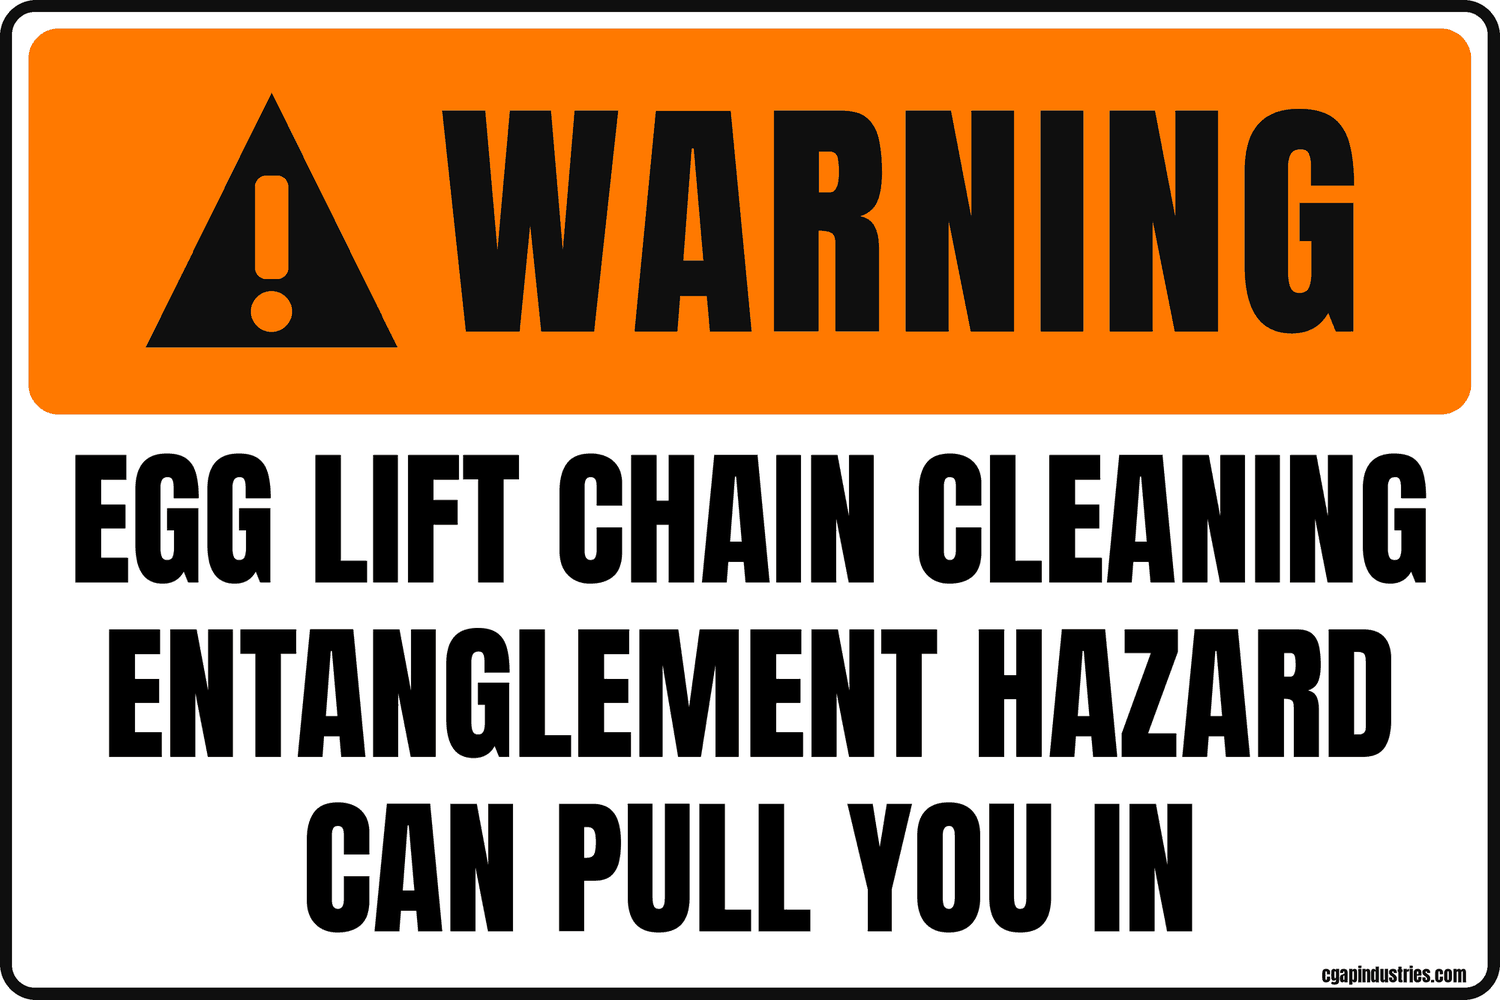 WARNING
EGG LIFT CHAIN CLEANING
ENTANGLEMENT HAZARD
CAN PULL YOU IN
cgapindustries.com